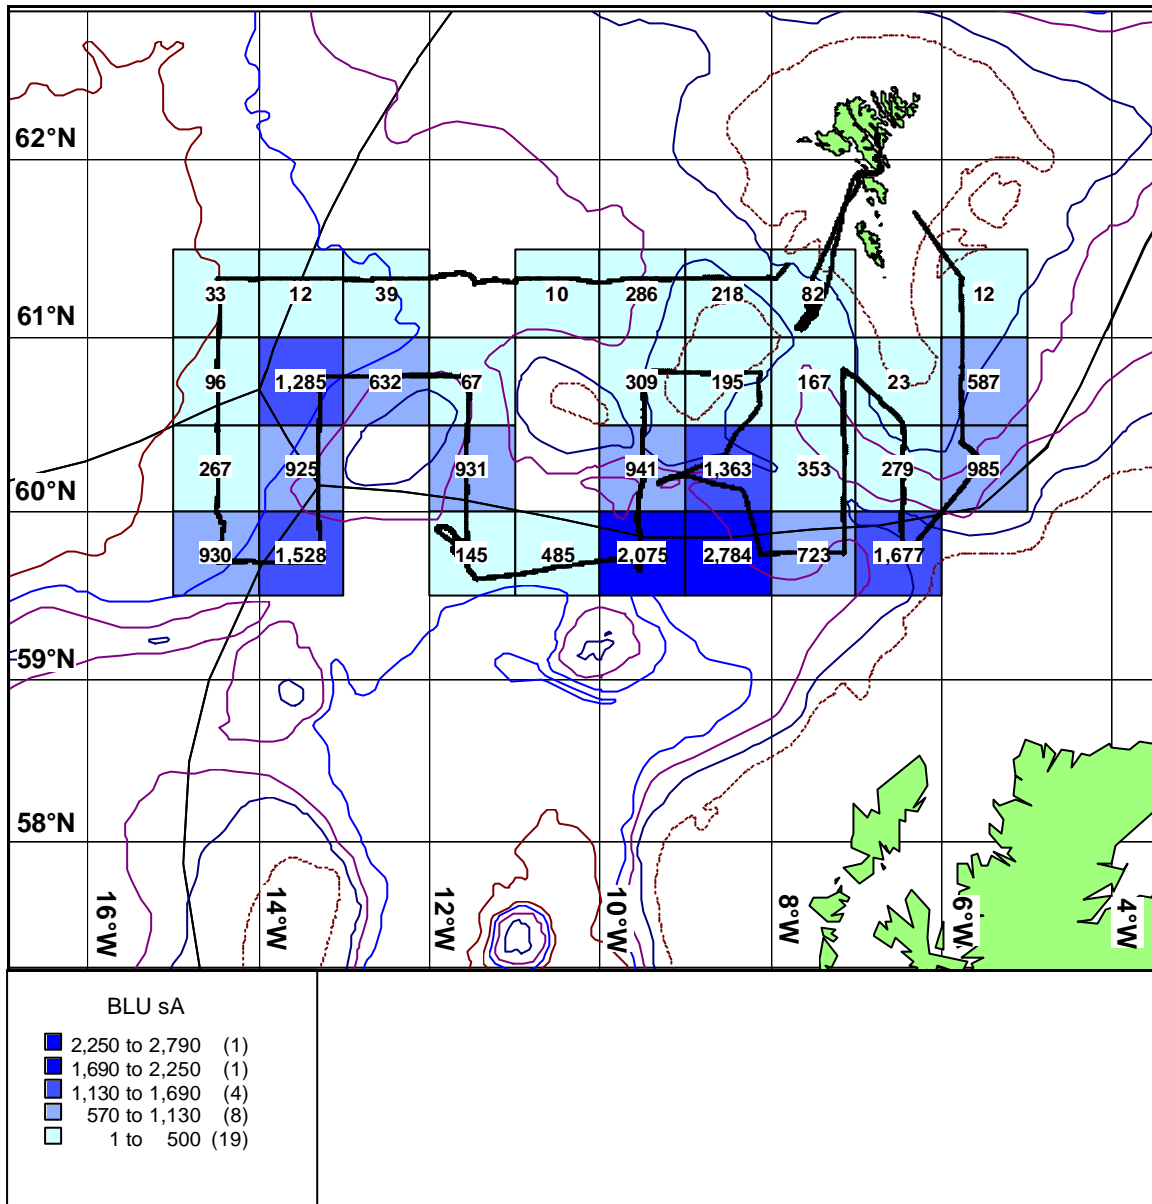 62°N
33 12 39 10 286 218 82 12
61°N
96 1,285 632 67 309 195 167 23 587
267 925 931 941 1,363 353 279 985
60°N
930 1,528 145 485 2,075 2,784 723 1,677
59°N
58°N
16°W 14°W 12°W 10°W 8°W 6°W 4°W
BLU sA
2,250 to 2,790 (1)
1,690 to 2,250 (1)
1,130 to 1,690 (4)
570 to 1,130 (8)
1 to 500 (19)